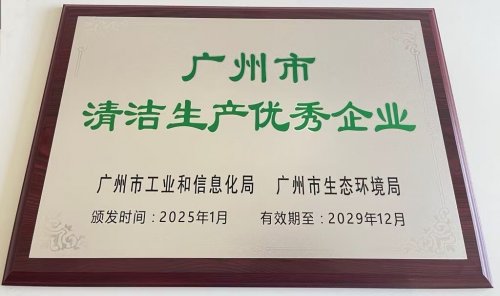 广州市
清洁生产优秀企业
广州市工业和信息化局 广州市生态环境局
颁发时间:2025年1月 有效期至:2029年12月